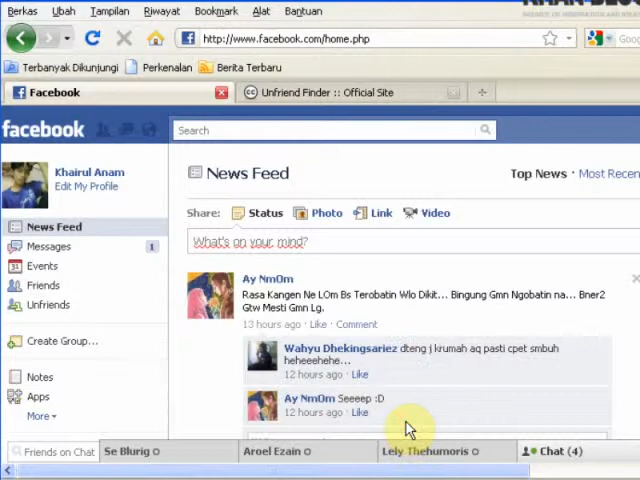 Berkas Ubah Tampilan Riwayat Bookmark Alat Bantuan
http://www.facebook.com/home.php
Terbanyak Dikunjungi Perkenalan Berita Terbaru
Facebook Unfriend Finder :: Official Site
facebook Search
Khairul Anam
Edit My Profile
News Feed
Messages 1
Events
Friends
Unfriends
Create Group...
Notes
Apps
More
News Feed Top News · Most Recen
Share: Status Photo Link Video
What's on your mind?
Ay NmOm
Rasa Kangen Ne LOm Bs Terobatin Wlo Dikit... Bingung Gmn Ngobatin na... Bner2
Gtw Mesti Gmn Lg.
13 hours ago · Like · Comment
Wahyu Dhekingsariez dteng j krumah aq pasti cpet smbuh
heheeehehe...
12 hours ago · Like
Ay NmOm Seeeep :D
12 hours ago · Like
Friends on Chat Se Blurig Aroel Ezain Lely Thehumoris Chat (4)